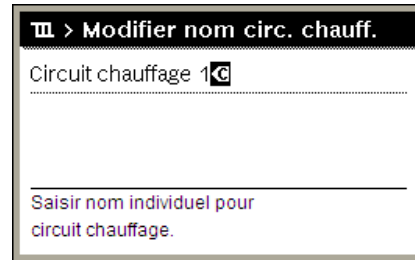 > Modifier nom circ. chauff.
Circuit chauffage 1 C
Saisir nom individuel pour
circuit chauffage.